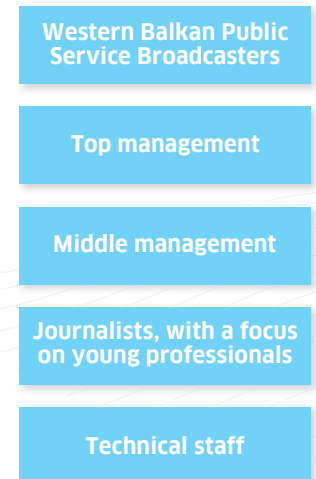 Western Balkan Public
Service Broadcasters
Top management
Middle management
Journalists, with a focus
on young professionals
Technical staff